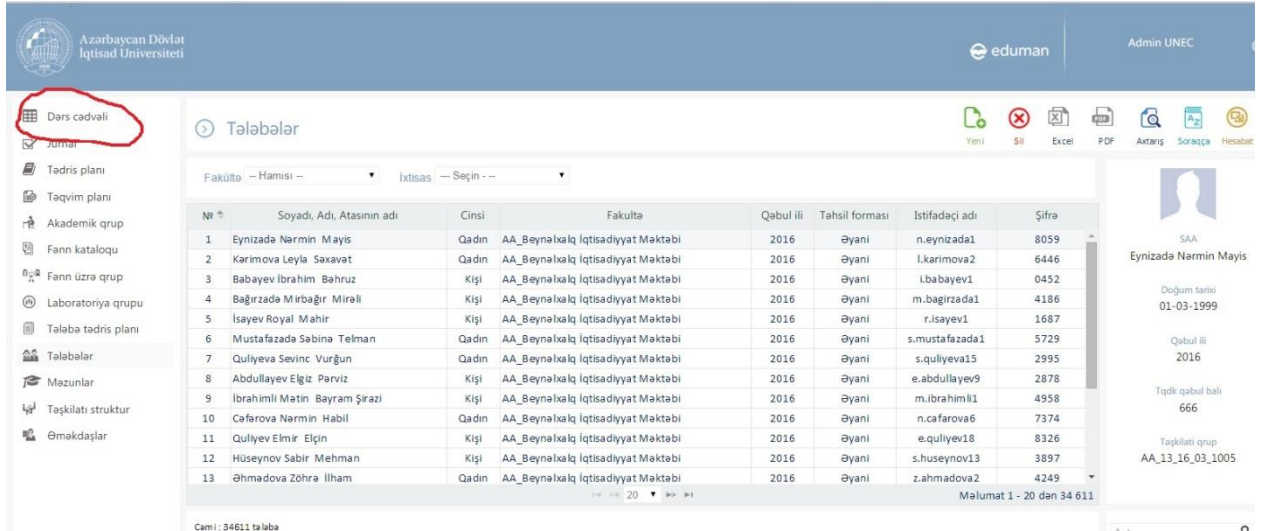 Azərbaycan Dövlət
İqtisad Universiteti
eduman
Admin UNEC
Dərs cədvəli
Jurnal
Tədris planı
Təqvim planı
Akademik qrup
Fənn kataloqu
Fənn üzrə qrup
Laboratoriya qrupu
Tələbə tədris planı
Tələbələr
Məzunlar
Təşkilati struktur
Əməkdaşlar
Tələbələr
Yeni Sil Excel PDF Axtarış Soraqça Hesabat
Fakültə -- Hamısı -- İxtisas --- Seçin - --
№ Soyadı, Adı, Atasının adı Cinsi Fakultə Qəbul ili Təhsil forması İstifadəçi adı Şifrə
1 Eynizadə Nərmin Mayis Qadın AA_Beynəlxalq İqtisadiyyat Məktəbi 2016 Əyani n.eynizada1 8059
2 Kərimova Leyla Səxavət Qadın AA_Beynəlxalq İqtisadiyyat Məktəbi 2016 Əyani l.karimova2 6446
3 Babayev İbrahim Bəhruz Kişi AA_Beynəlxalq İqtisadiyyat Məktəbi 2016 Əyani i.babayev1 0452
4 Bağırzadə Mirbağır Mirəli Kişi AA_Beynəlxalq İqtisadiyyat Məktəbi 2016 Əyani m.bagirzada1 4186
5 İsayev Royal Mahir Kişi AA_Beynəlxalq İqtisadiyyat Məktəbi 2016 Əyani r.isayev1 1687
6 Mustafazadə Səbinə Telman Qadın AA_Beynəlxalq İqtisadiyyat Məktəbi 2016 Əyani s.mustafazada1 5729
7 Quliyeva Sevinc Vurğun Qadın AA_Beynəlxalq İqtisadiyyat Məktəbi 2016 Əyani s.quliyeva15 2995
8 Abdullayev Elgiz Pərviz Kişi AA_Beynəlxalq İqtisadiyyat Məktəbi 2016 Əyani e.abdullayev9 2878
9 İbrahimli Mətin Bayram Şirazi Kişi AA_Beynəlxalq İqtisadiyyat Məktəbi 2016 Əyani m.ibrahimli1 4958
10 Cəfərova Nərmin Habil Qadın AA_Beynəlxalq İqtisadiyyat Məktəbi 2016 Əyani n.cafarova6 7374
11 Quliyev Elmir Elçin Kişi AA_Beynəlxalq İqtisadiyyat Məktəbi 2016 Əyani e.quliyev18 8326
12 Hüseynov Sabir Mehman Kişi AA_Beynəlxalq İqtisadiyyat Məktəbi 2016 Əyani s.huseynov13 3897
13 Əhmədova Zöhrə İlham Qadın AA_Beynəlxalq İqtisadiyyat Məktəbi 2016 Əyani z.ahmadova2 4249
20 Məlumat 1 - 20 dən 34 611
Cəmi : 34611 tələbə
SAA
Eynizadə Nərmin Mayis
Doğum tarixi
01-03-1999
Qəbul ili
2016
Tqdk qəbul balı
666
Təşkilati qrup
AA_13_16_03_1005